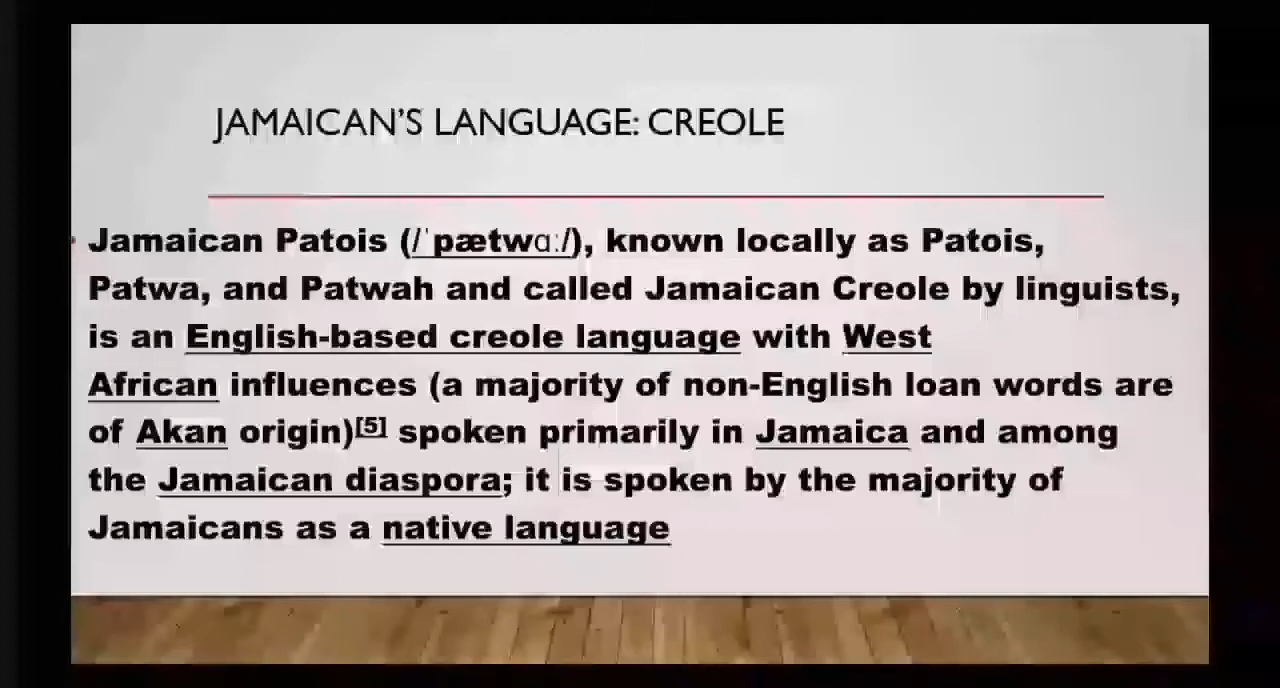 JAMAICAN'S LANGUAGE: CREOLE
• Jamaican Patois (/ˈpætwɑː/), known locally as Patois,
Patwa, and Patwah and called Jamaican Creole by linguists,
is an English-based creole language with West
African influences (a majority of non-English loan words are
of Akan origin)[5] spoken primarily in Jamaica and among
the Jamaican diaspora; it is spoken by the majority of
Jamaicans as a native language